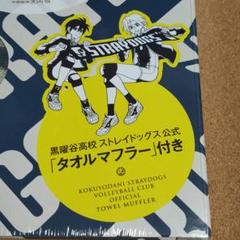 STRAYDOGS
黒曜谷高校 ストレイドッグス公式
「タオルマフラー」付き
KOKUYODANI STRAYDOGS
VOLLEYBALL CLUB
OFFICIAL
TOWEL MUFFLER